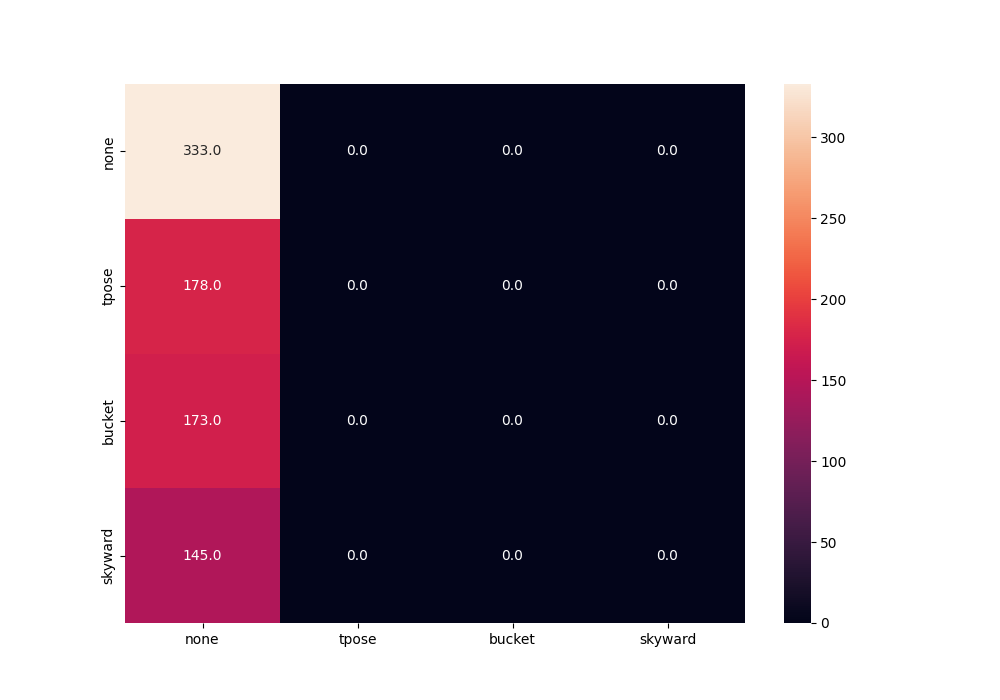 none 333.0 0.0 0.0 0.0
tpose 178.0 0.0 0.0 0.0
bucket 173.0 0.0 0.0 0.0
skyward 145.0 0.0 0.0 0.0
none tpose bucket skyward
300
250
200
150
100
50
0